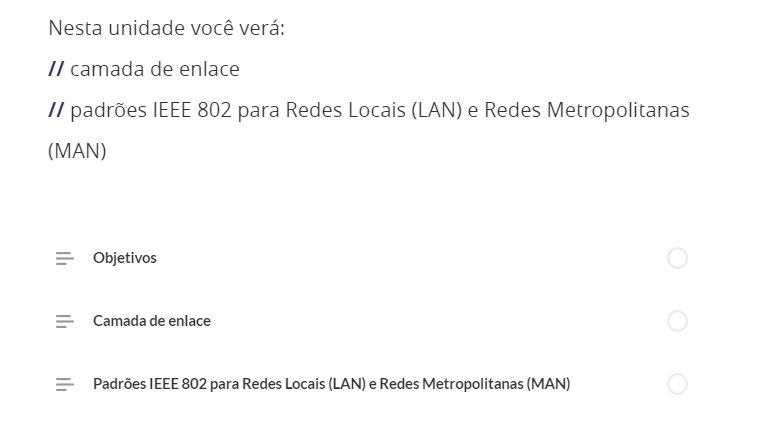 Nesta unidade você verá:
// camada de enlace
// padrões IEEE 802 para Redes Locais (LAN) e Redes Metropolitanas
(MAN)
Objetivos
Camada de enlace
Padrões IEEE 802 para Redes Locais (LAN) e Redes Metropolitanas (MAN)